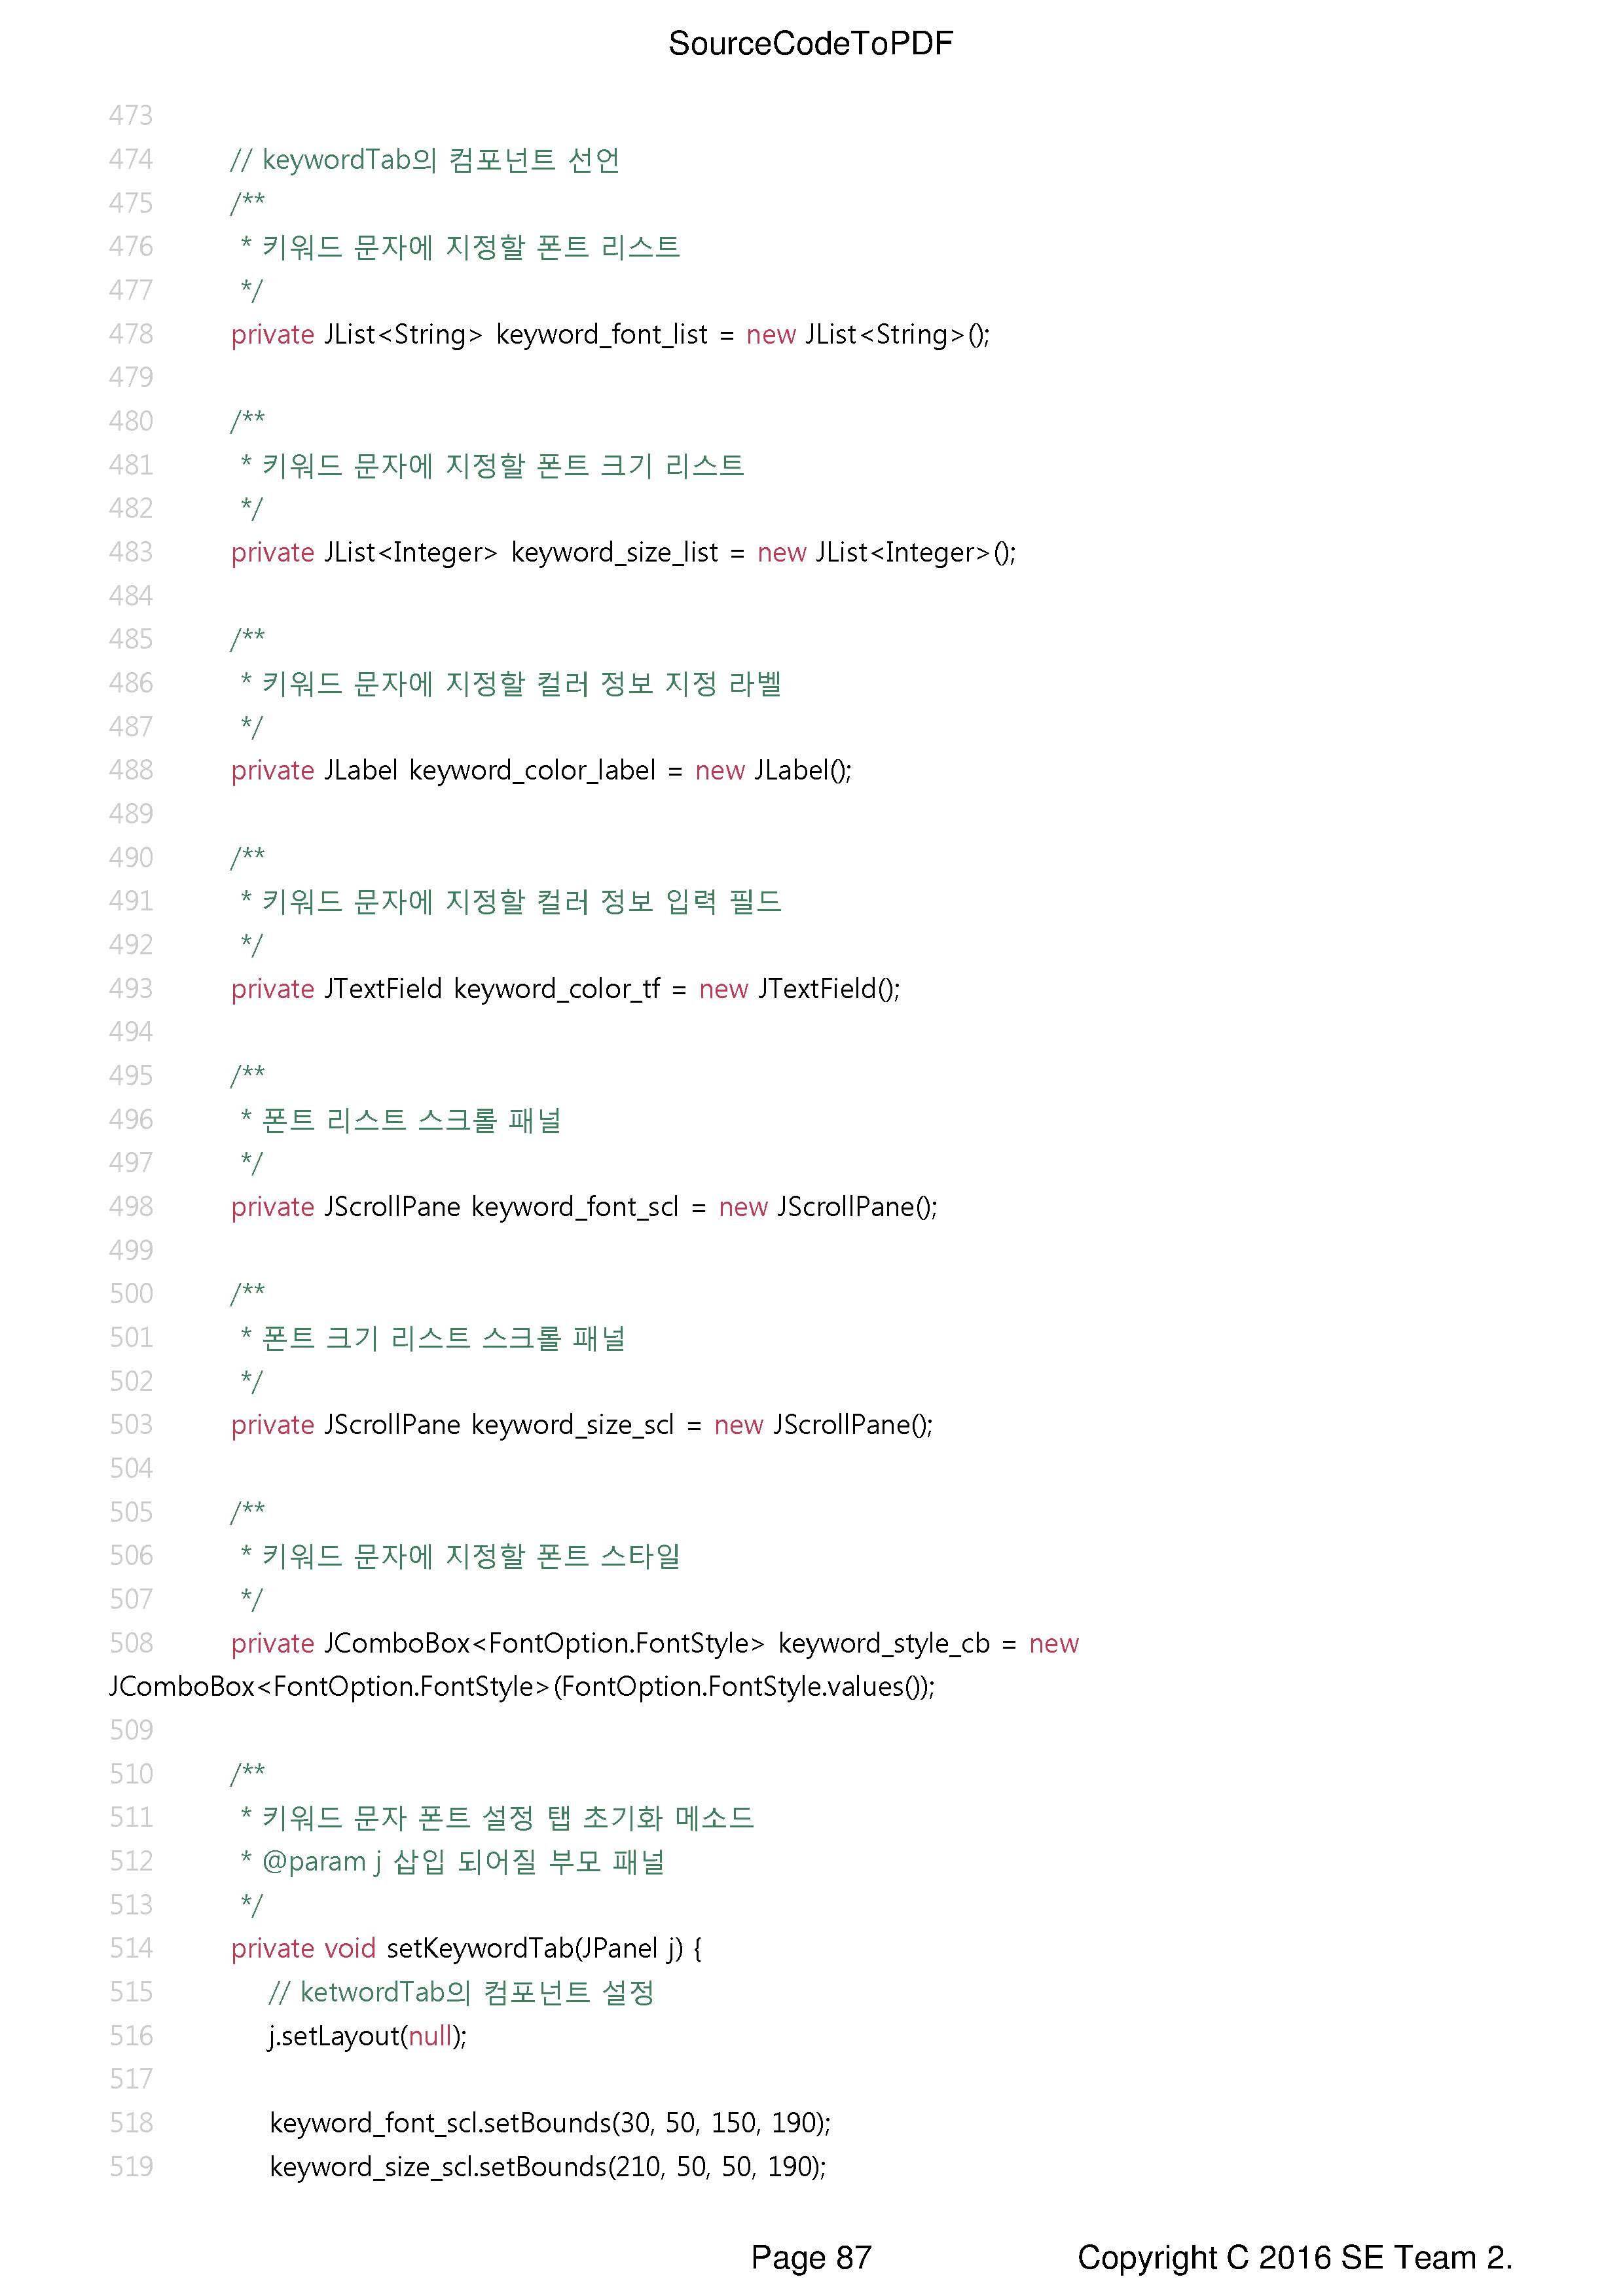 SourceCodeToPDF
473
474 // keywordTab의 컴포넌트 선언
475 /**
476 * 키워드 문자에 지정할 폰트 리스트
477 */
478 private JList<String> keyword_font_list = new JList<String>();
479
480 /**
481 * 키워드 문자에 지정할 폰트 크기 리스트
482 */
483 private JList<Integer> keyword_size_list = new JList<Integer>();
484
485 /**
486 * 키워드 문자에 지정할 컬러 정보 지정 라벨
487 */
488 private JLabel keyword_color_label = new JLabel();
489
490 /**
491 * 키워드 문자에 지정할 컬러 정보 입력 필드
492 */
493 private JTextField keyword_color_tf = new JTextField();
494
495 /**
496 * 폰트 리스트 스크롤 패널
497 */
498 private JScrollPane keyword_font_scl = new JScrollPane();
499
500 /**
501 * 폰트 크기 리스트 스크롤 패널
502 */
503 private JScrollPane keyword_size_scl = new JScrollPane();
504
505 /**
506 * 키워드 문자에 지정할 폰트 스타일
507 */
508 private JComboBox<FontOption.FontStyle> keyword_style_cb = new
JComboBox<FontOption.FontStyle>(FontOption.FontStyle.values());
509
510 /**
511 * 키워드 문자 폰트 설정 탭 초기화 메소드
512 * @param j 삽입 되어질 부모 패널
513 */
514 private void setKeywordTab(JPanel j) {
515 // ketwordTab의 컴포넌트 설정
516 j.setLayout(null);
517
518 keyword_font_scl.setBounds(30, 50, 150, 190);
519 keyword_size_scl.setBounds(210, 50, 50, 190);
Page 87 Copyright C 2016 SE Team 2.